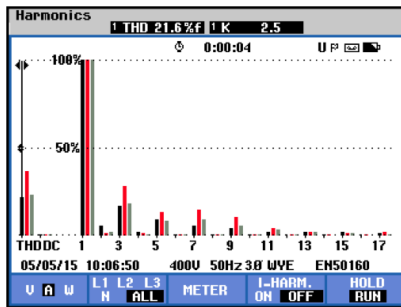 Harmonics
1 THD 21.6%f 1 K 2.5
0:00:04 U
100%
50%
THDDC 1 3 5 7 9 11 13 15 17
05/05/15 10:06:50 400V 50Hz 3Ø WYE EN50160
V A W L1 L2 L3 N ALL METER I-HARM. ON OFF HOLD RUN